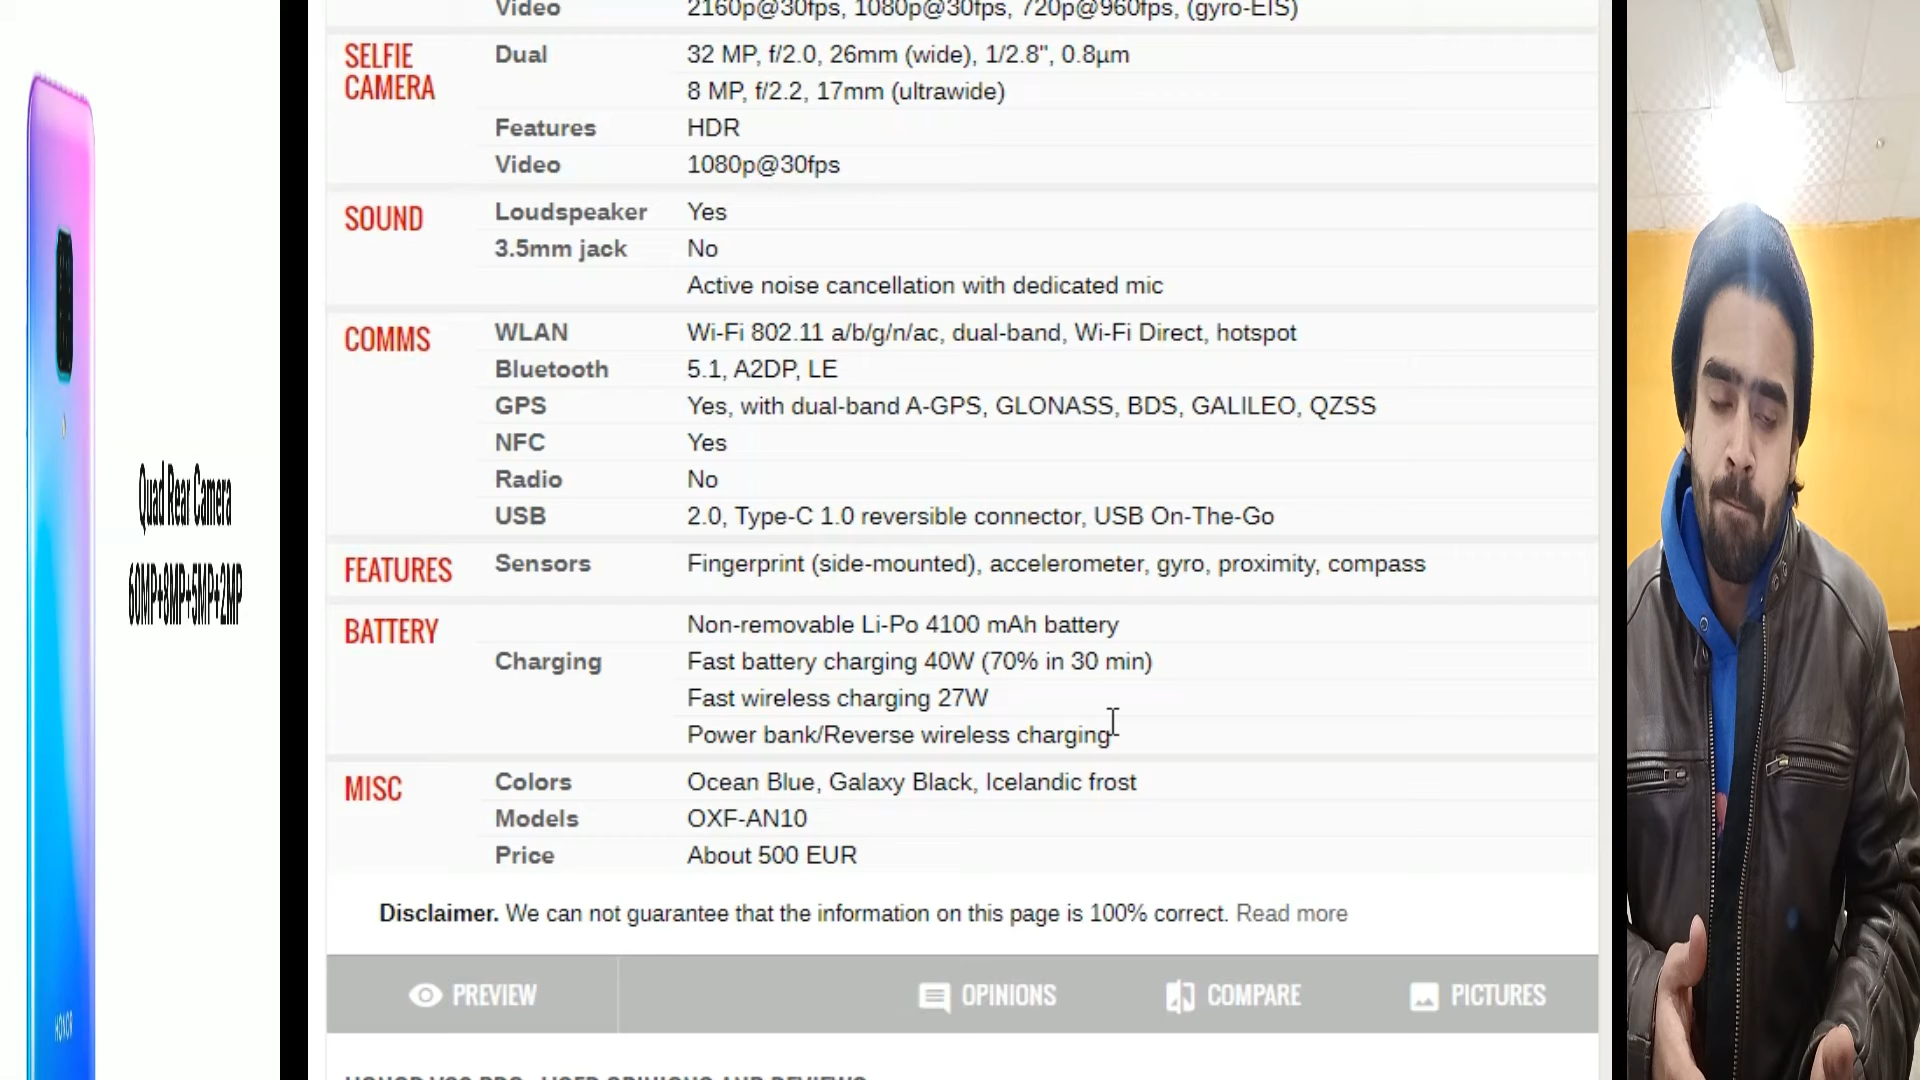 Video 2160p@30fps, 1080p@30fps, 720p@960fps, (gyro-EIS)
SELFIE CAMERA Dual 32 MP, f/2.0, 26mm (wide), 1/2.8", 0.8µm
8 MP, f/2.2, 17mm (ultrawide)
Features HDR
Video 1080p@30fps
SOUND Loudspeaker Yes
3.5mm jack No
Active noise cancellation with dedicated mic
COMMS WLAN Wi-Fi 802.11 a/b/g/n/ac, dual-band, Wi-Fi Direct, hotspot
Bluetooth 5.1, A2DP, LE
GPS Yes, with dual-band A-GPS, GLONASS, BDS, GALILEO, QZSS
NFC Yes
Radio No
USB 2.0, Type-C 1.0 reversible connector, USB On-The-Go
FEATURES Sensors Fingerprint (side-mounted), accelerometer, gyro, proximity, compass
BATTERY Non-removable Li-Po 4100 mAh battery
Charging Fast battery charging 40W (70% in 30 min)
Fast wireless charging 27W
Power bank/Reverse wireless charging
MISC Colors Ocean Blue, Galaxy Black, Icelandic frost
Models OXF-AN10
Price About 500 EUR
Disclaimer. We can not guarantee that the information on this page is 100% correct. Read more
PREVIEW OPINIONS COMPARE PICTURES
Quad Rear Camera
60MP+8MP+5MP+2MP
HONOR